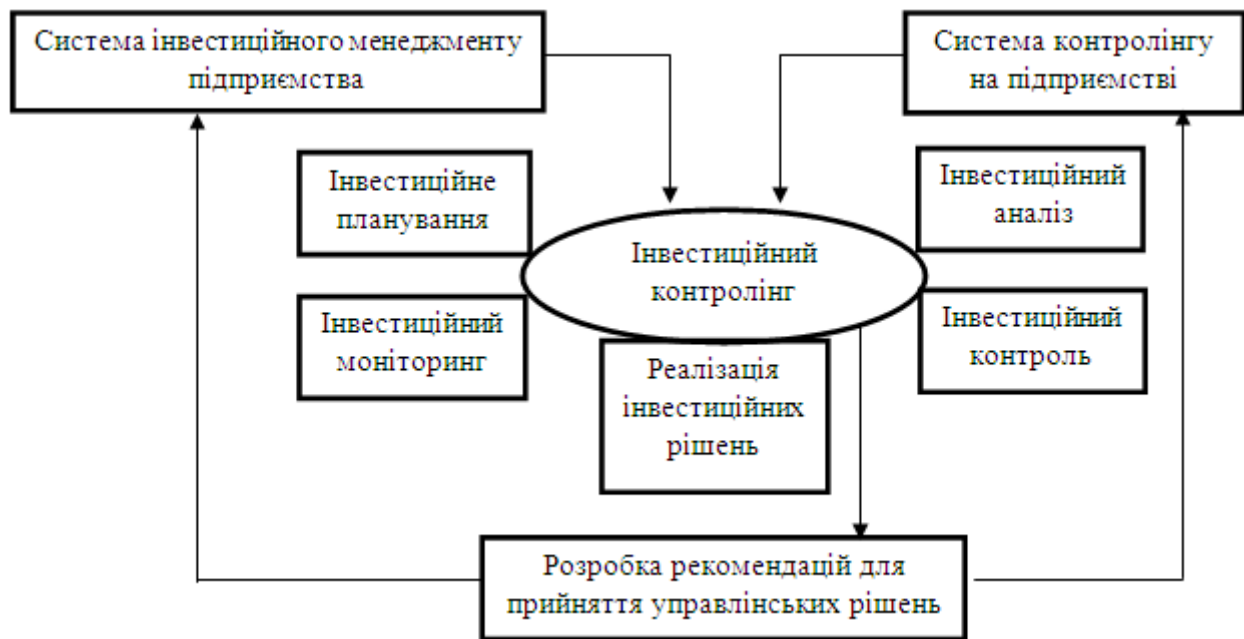 Система інвестиційного менеджменту
підприємства
Система контролінгу
на підприємстві
Інвестиційне
планування
Інвестиційний
аналіз
Інвестиційний
контролінг
Інвестиційний
моніторинг
Інвестиційний
контроль
Реалізація
інвестиційних
рішень
Розробка рекомендацій для
прийняття управлінських рішень